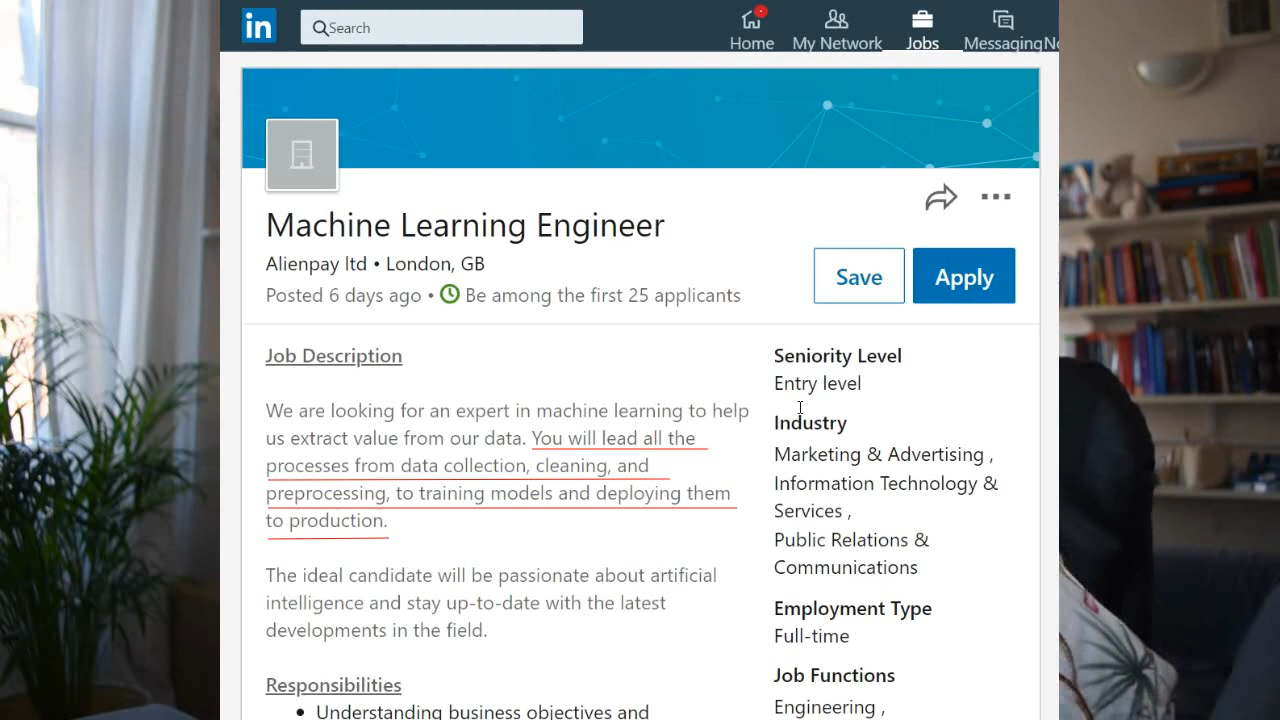 in
Search
Home
My Network
Jobs
Messaging
Machine Learning Engineer
Alienpay ltd • London, GB
Posted 6 days ago • Be among the first 25 applicants
Save
Apply
Job Description
We are looking for an expert in machine learning to help
us extract value from our data. You will lead all the
processes from data collection, cleaning, and
preprocessing, to training models and deploying them
to production.
The ideal candidate will be passionate about artificial
intelligence and stay up-to-date with the latest
developments in the field.
Responsibilities
• Understanding business objectives and
Seniority Level
Entry level
Industry
Marketing & Advertising ,
Information Technology &
Services ,
Public Relations &
Communications
Employment Type
Full-time
Job Functions
Engineering ,